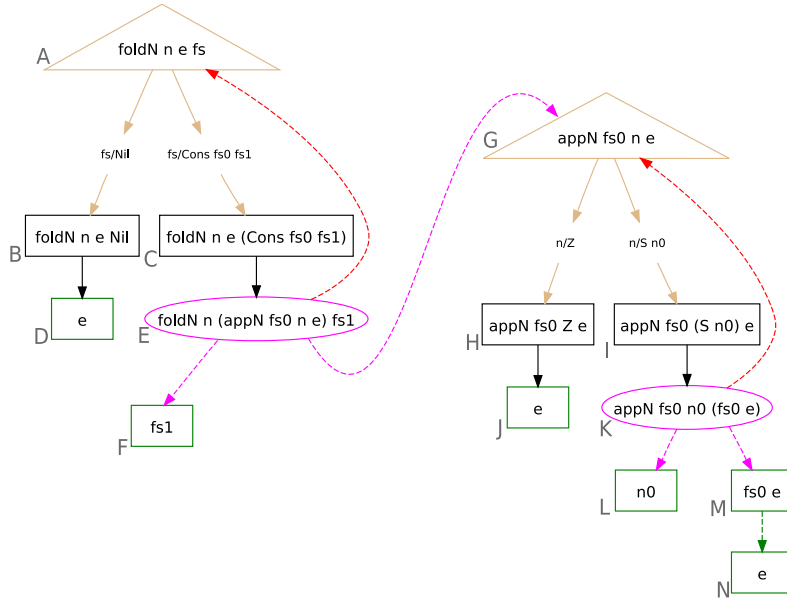 A
foldN n e fs
fs/Nil
fs/Cons fs0 fs1
B
foldN n e Nil
C
foldN n e (Cons fs0 fs1)
D
e
E
foldN n (appN fs0 n e) fs1
F
fs1
G
appN fs0 n e
n/Z
n/S n0
H
appN fs0 Z e
I
appN fs0 (S n0) e
J
e
K
appN fs0 n0 (fs0 e)
L
n0
M
fs0 e
N
e